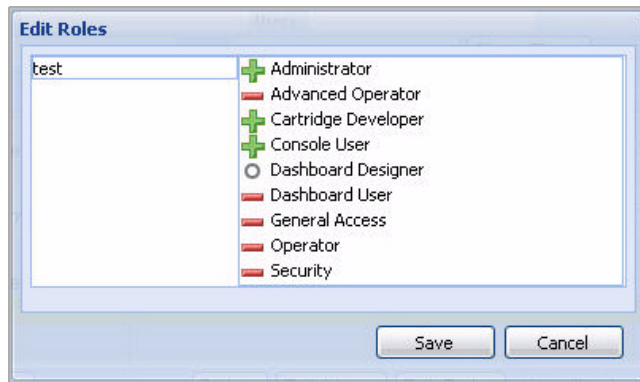 Edit Roles
test
Administrator
Advanced Operator
Cartridge Developer
Console User
Dashboard Designer
Dashboard User
General Access
Operator
Security
Save
Cancel